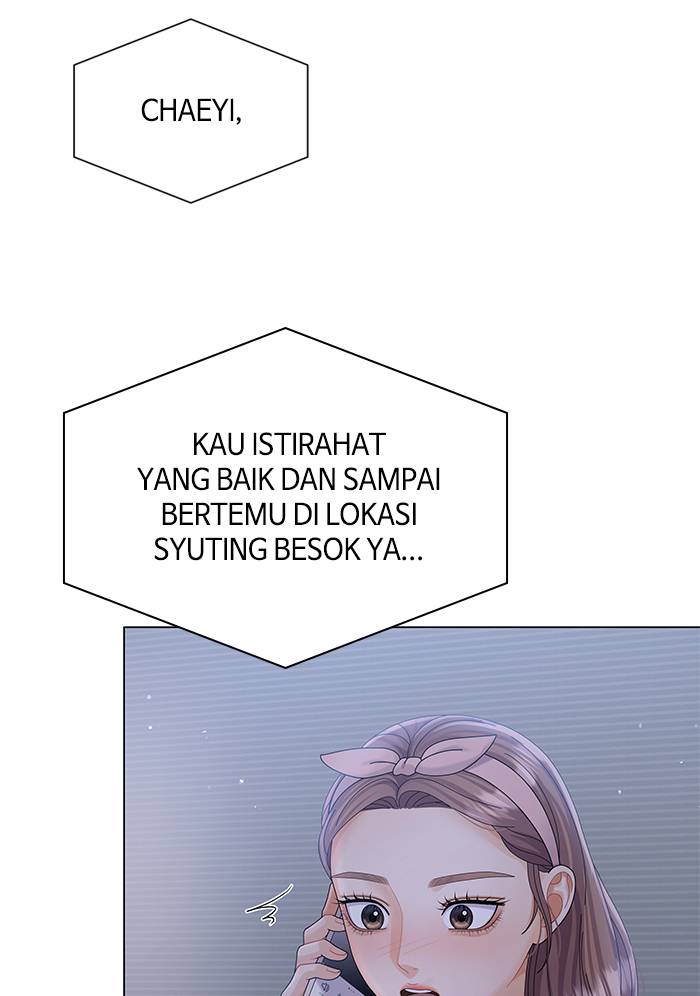 CHAEYI,
KAU ISTIRAHAT
YANG BAIK DAN SAMPAI
BERTEMU DI LOKASI
SYUTING BESOK YA...